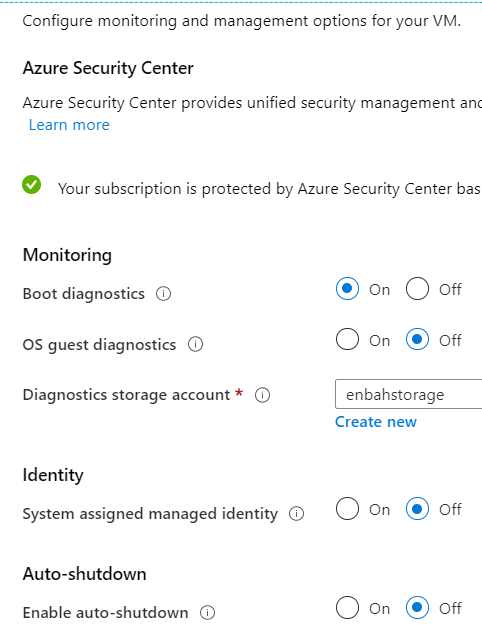 Configure monitoring and management options for your VM.
Azure Security Center
Azure Security Center provides unified security management and
Learn more
Your subscription is protected by Azure Security Center bas
Monitoring
Boot diagnostics On Off
OS guest diagnostics On Off
Diagnostics storage account * enbahstorage
Create new
Identity
System assigned managed identity On Off
Auto-shutdown
Enable auto-shutdown On Off